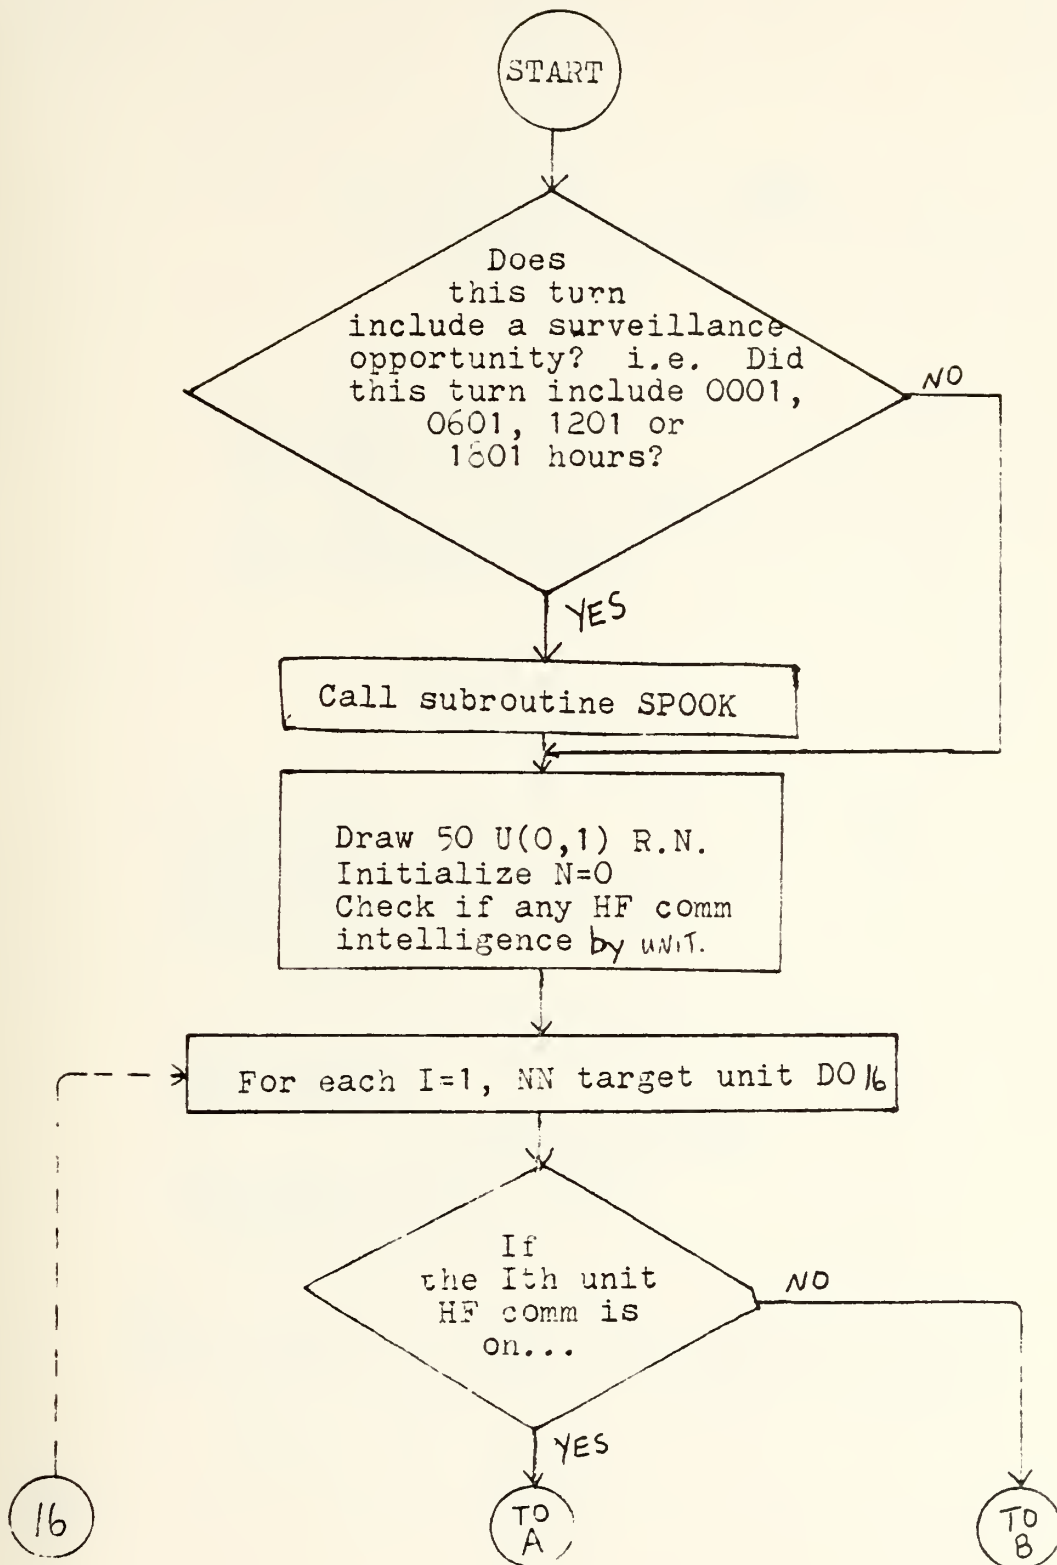 START
Does
this turn
include a surveillance
opportunity? i.e. Did
this turn include 0001,
0601, 1201 or
1801 hours?
NO
YES
Call subroutine SPOOK
Draw 50 U(0,1) R.N.
Initialize N=0
Check if any HF comm
intelligence by UNIT.
For each I=1, NN target unit DO 16
If
the Ith unit
HF comm is
on...
NO
YES
16
TO
A
TO
B